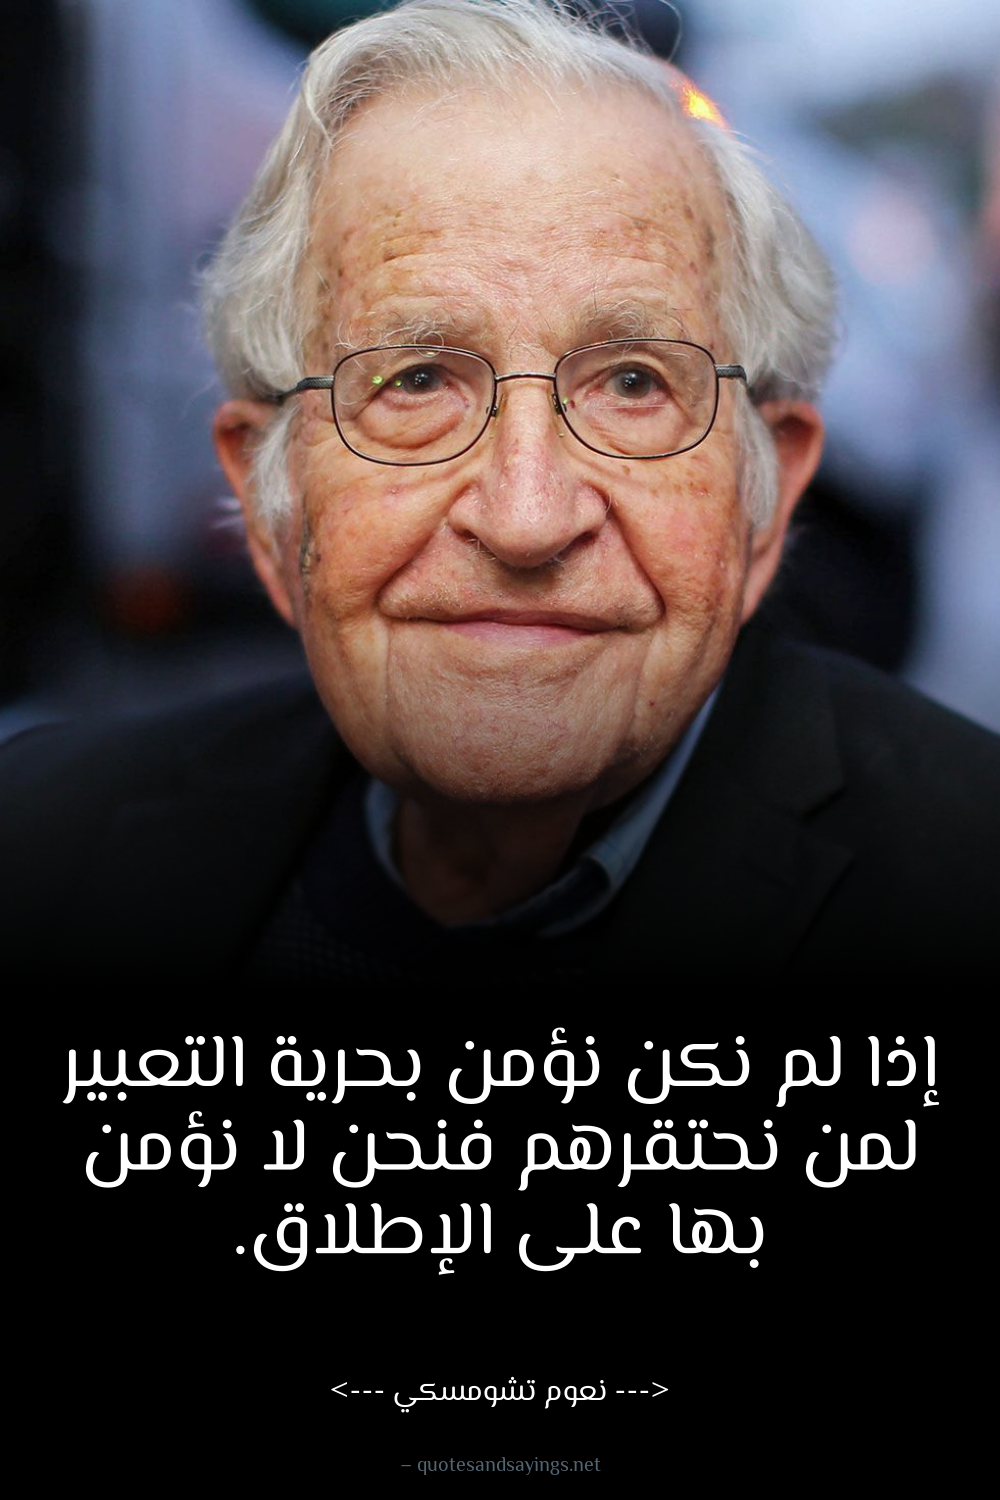 إذا لم نكن نؤمن بحرية التعبير
لمن نحتقرهم فنحن لا نؤمن
بها على الإطلاق.
<--- نعوم تشومسكي --->
– quotesandsayings.net